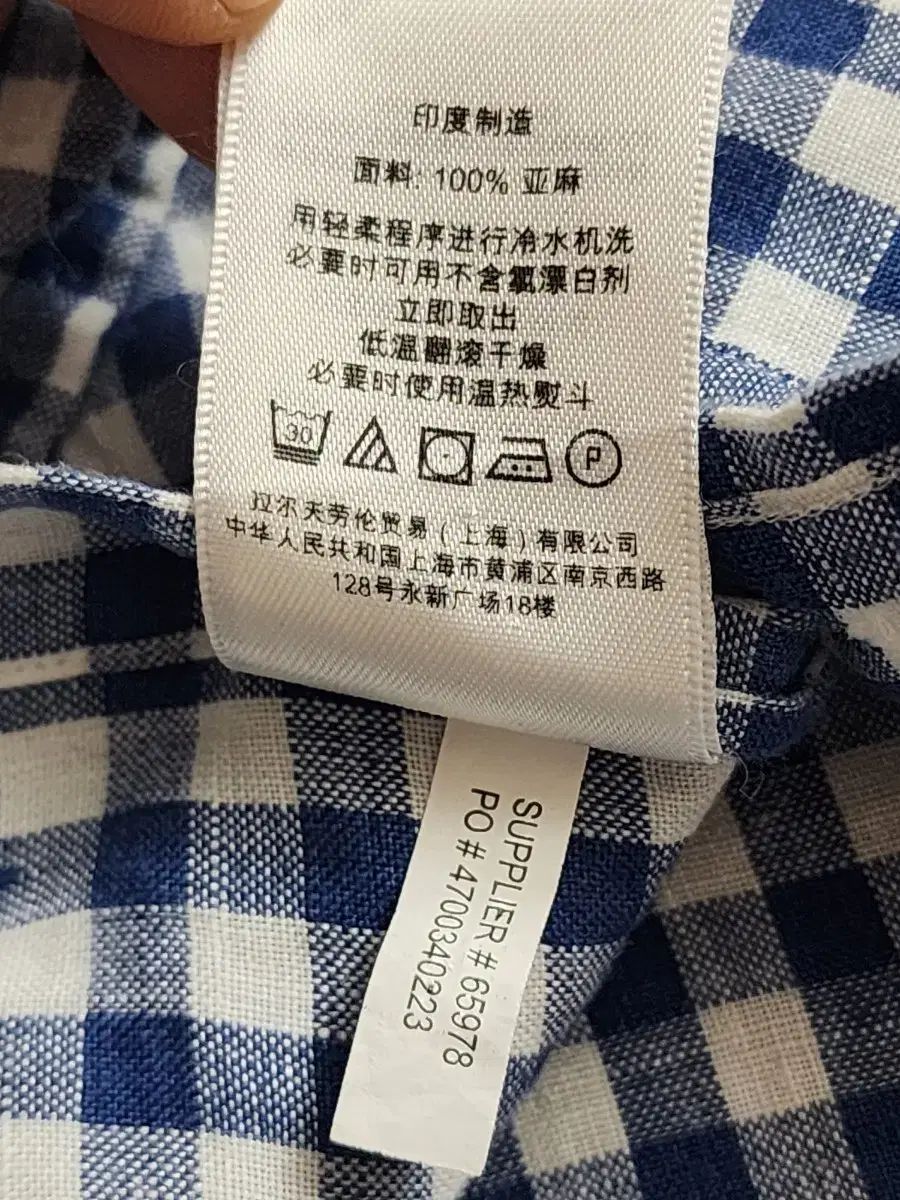 印度制造
面料: 100% 亚麻
用轻柔程序进行冷水机洗
必要时可用不含氯漂白剂
立即取出
低温翻滚干燥
必要时使用温热熨斗
30
P
拉尔夫劳伦贸易（上海）有限公司
中华人民共和国上海市黄浦区南京西路
128号永新广场18楼
SUPPLIER # 65978
PO # 4700340223